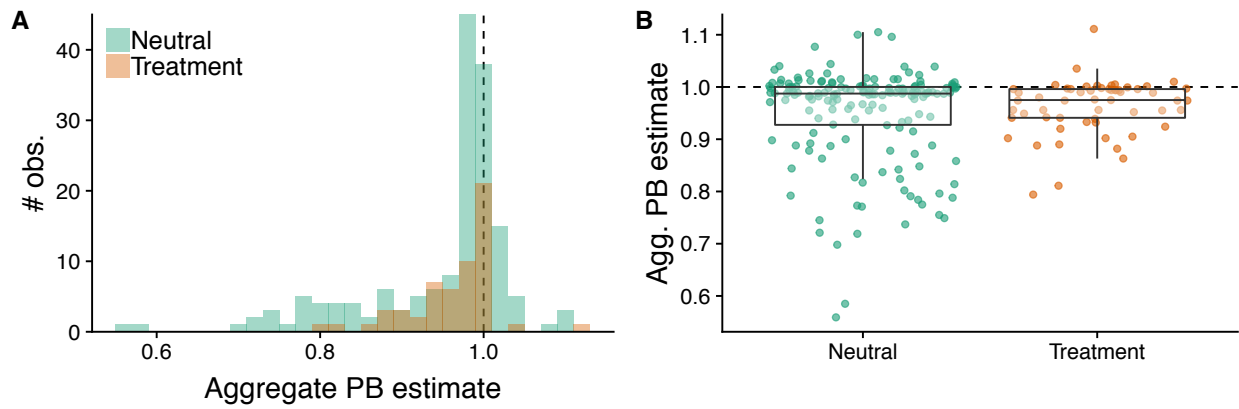 A
# obs.
40
30
20
10
0
Neutral
Treatment
0.6
0.8
1.0
Aggregate PB estimate
B
Agg. PB estimate
1.1
1.0
0.9
0.8
0.7
0.6
Neutral
Treatment